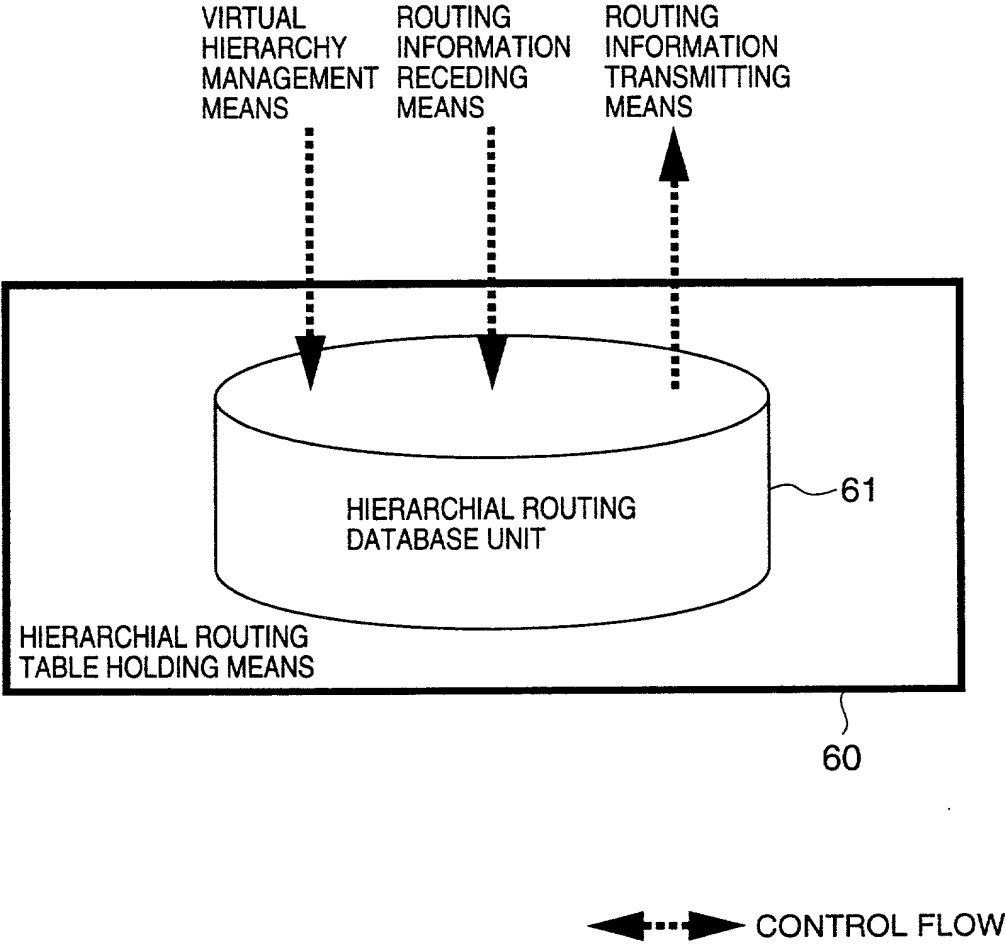 VIRTUAL
HIERARCHY
MANAGEMENT
MEANS
ROUTING
INFORMATION
RECEDING
MEANS
ROUTING
INFORMATION
TRANSMITTING
MEANS
HIERARCHIAL ROUTING
DATABASE UNIT
61
HIERARCHIAL ROUTING
TABLE HOLDING MEANS
60
CONTROL FLOW